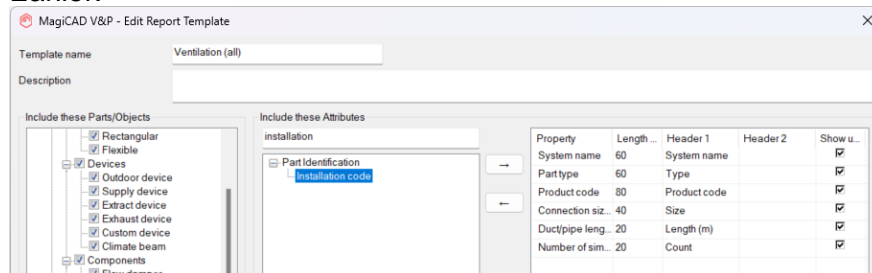 MagiCAD V&P - Edit Report Template
Template name
Ventilation (all)
Description
Include these Parts/Objects
Rectangular
Flexible
Devices
Outdoor device
Supply device
Extract device
Exhaust device
Custom device
Climate beam
Components
Include these Attributes
installation
Part Identification
Installation code
→
←
Property Length ... Header 1 Header 2 Show u...
System name 60 System name
Part type 60 Type
Product code 80 Product code
Connection siz... 40 Size
Duct/pipe leng... 20 Length (m)
Number of sim... 20 Count